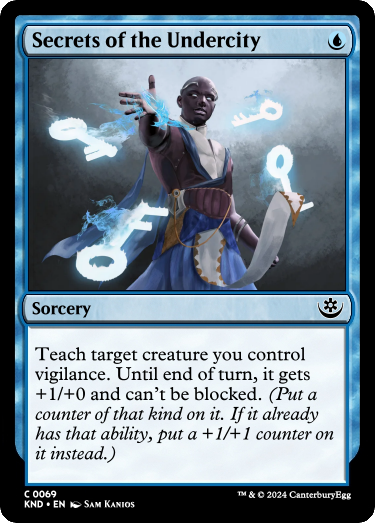 Secrets of the Undercity
Sorcery
Teach target creature you control
vigilance. Until end of turn, it gets
+1/+0 and can't be blocked. (Put a
counter of that kind on it. If it already
has that ability, put a +1/+1 counter on
it instead.)
C 0069
KND • EN Sam Kanios
™ & © 2024 CanterburyEgg